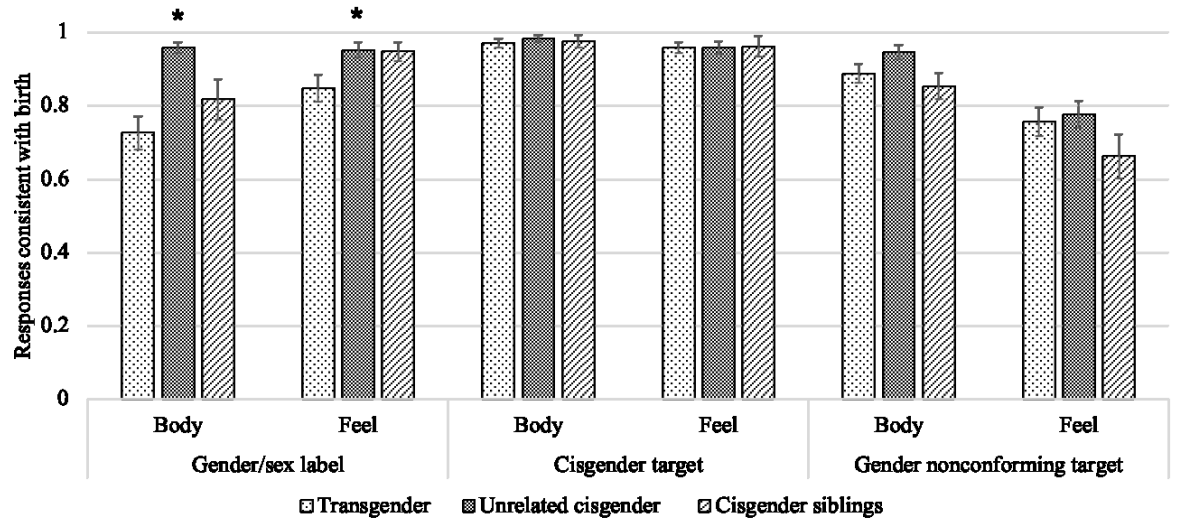 * *
Responses consistent with birth
1
0.8
0.6
0.4
0.2
0
Body Feel Body Feel Body Feel
Gender/sex label Cisgender target Gender nonconforming target
Transgender Unrelated cisgender Cisgender siblings